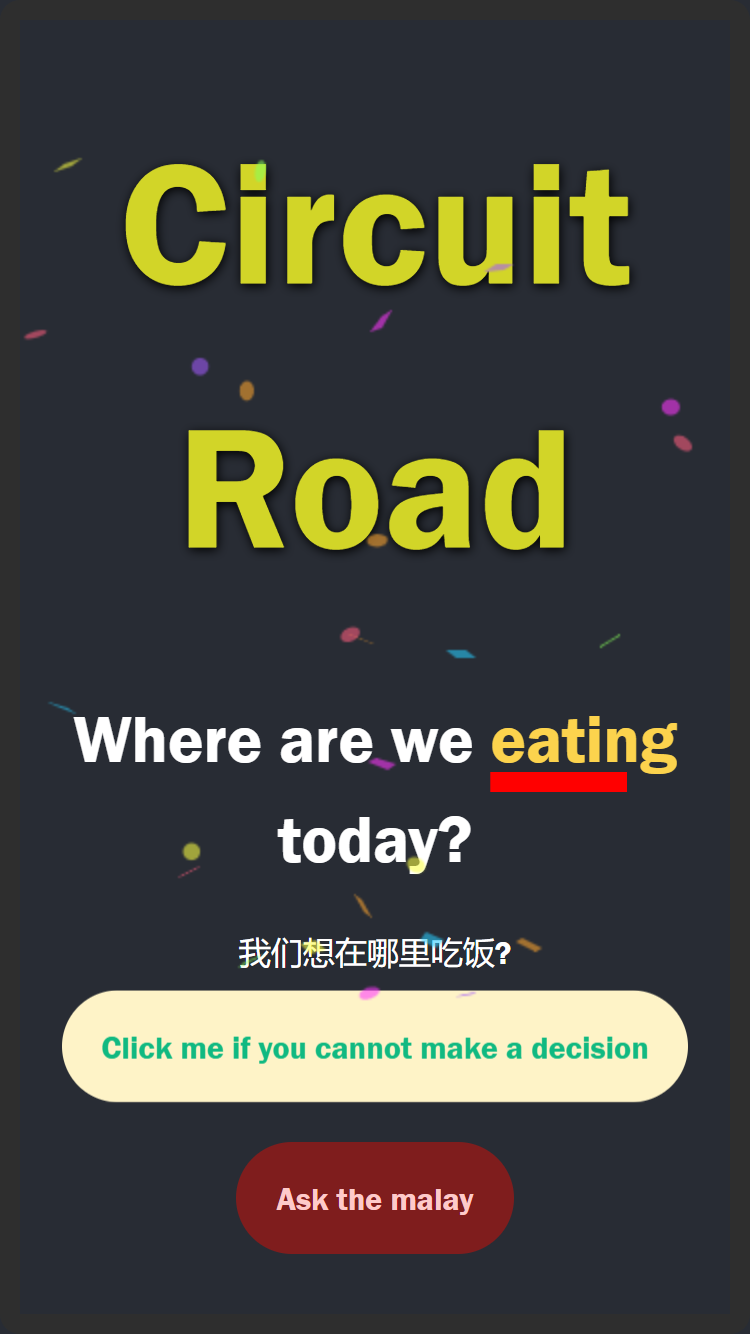 Circuit
Road
Where are we eating
today?
我们想在哪里吃饭?
Click me if you cannot make a decision
Ask the malay